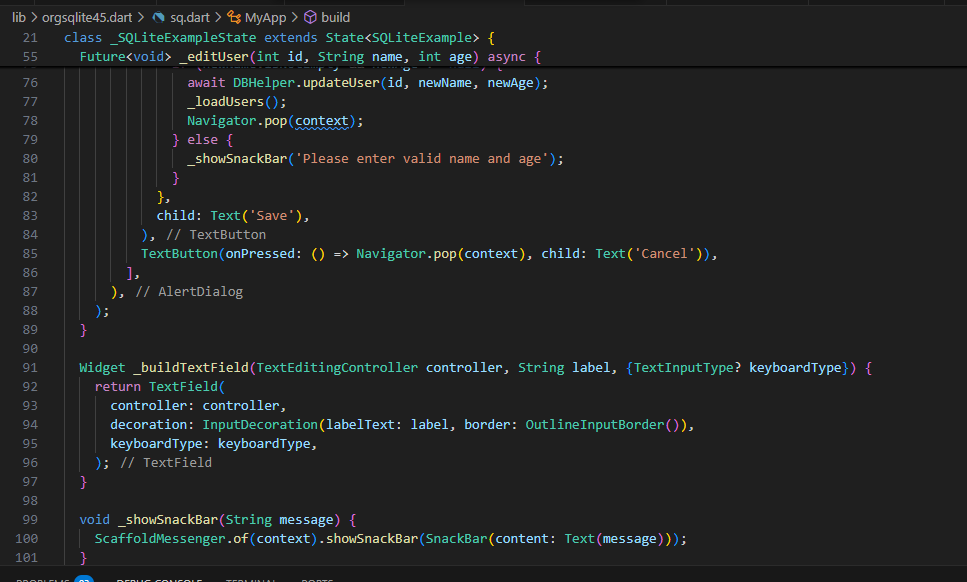 lib > orgsqlite45.dart > sq.dart > MyApp > build
21 class _SQLiteExampleState extends State<SQLiteExample> {
55 Future<void> _editUser(int id, String name, int age) async {
76 await DBHelper.updateUser(id, newName, newAge);
77 _loadUsers();
78 Navigator.pop(context);
79 } else {
80 _showSnackBar('Please enter valid name and age');
81 }
82 },
83 child: Text('Save'),
84 ), // TextButton
85 TextButton(onPressed: () => Navigator.pop(context), child: Text('Cancel')),
86 ],
87 ), // AlertDialog
88 );
89 }
90
91 Widget _buildTextField(TextEditingController controller, String label, {TextInputType? keyboardType}) {
92 return TextField(
93 controller: controller,
94 decoration: InputDecoration(labelText: label, border: OutlineInputBorder()),
95 keyboardType: keyboardType,
96 ); // TextField
97 }
98
99 void _showSnackBar(String message) {
100 ScaffoldMessenger.of(context).showSnackBar(SnackBar(content: Text(message)));
101 }
PROBLEMS DEBUG CONSOLE TERMINAL PORTS